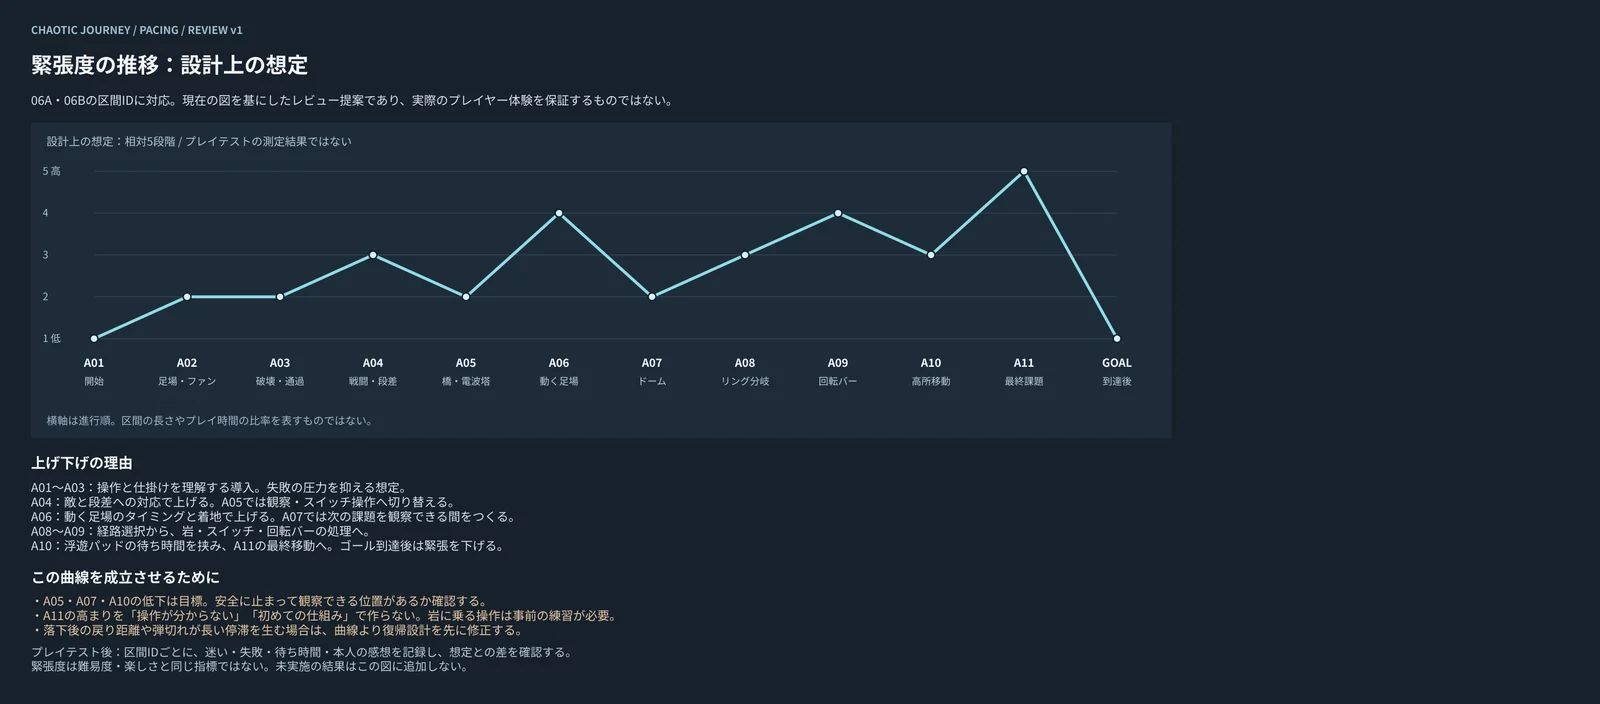 CHAOTIC JOURNEY / PACING / REVIEW v1
緊張度の推移：設計上の想定
06A・06Bの区間IDに対応。現在の図を基にしたレビュー提案であり、実際のプレイヤー体験を保証するものではない。
設計上の想定：相対5段階 / プレイテストの測定結果ではない
5 高
4
3
2
1 低
A01 A02 A03 A04 A05 A06 A07 A08 A09 A10 A11 GOAL
開始 足場・ファン 破壊・通過 戦闘・段差 橋・電波塔 動く足場 ドーム リング分岐 回転バー 高所移動 最終課題 到達後
横軸は進行順。区間の長さやプレイ時間の比率を表すものではない。
上げ下げの理由
A01〜A03：操作と仕掛けを理解する導入。失敗の圧力を抑える想定。
A04：敵と段差への対応で上げる。A05では観察・スイッチ操作へ切り替える。
A06：動く足場のタイミングと着地で上げる。A07では次の課題を観察できる間をつくる。
A08〜A09：経路選択から、岩・スイッチ・回転バーの処理へ。
A10：浮遊パッドの待ち時間を挟み、A11の最終移動へ。ゴール到達後は緊張を下げる。
この曲線を成立させるために
・A05・A07・A10の低下は目標。安全に止まって観察できる位置があるか確認する。
・A11の高まりを「操作が分からない」「初めての仕組み」で作らない。岩に乗る操作は事前の練習が必要。
・落下後の戻り距離や弾切れが長い停滞を生む場合は、曲線より復帰設計を先に修正する。
プレイテスト後：区間IDごとに、迷い・失敗・待ち時間・本人の感想を記録し、想定との差を確認する。
緊張度は難易度・楽しさと同じ指標ではない。未実施の結果はこの図に追加しない。